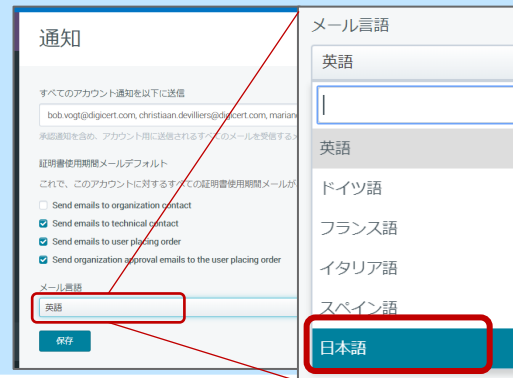 通知
すべてのアカウント通知を以下に送信
bob.vogt@digicert.com, christiaan.devilliers@digicert.com, marian
承認通知を含め、アカウント用に送信されるすべてのメールを受信するメ
証明書使用期間メールデフォルト
これで、このアカウントに対するすべての証明書使用期間メールが
Send emails to organization contact
Send emails to technical contact
Send emails to user placing order
Send organization approval emails to the user placing order
メール言語
英語
保存
メール言語
英語
英語
ドイツ語
フランス語
イタリア語
スペイン語
日本語